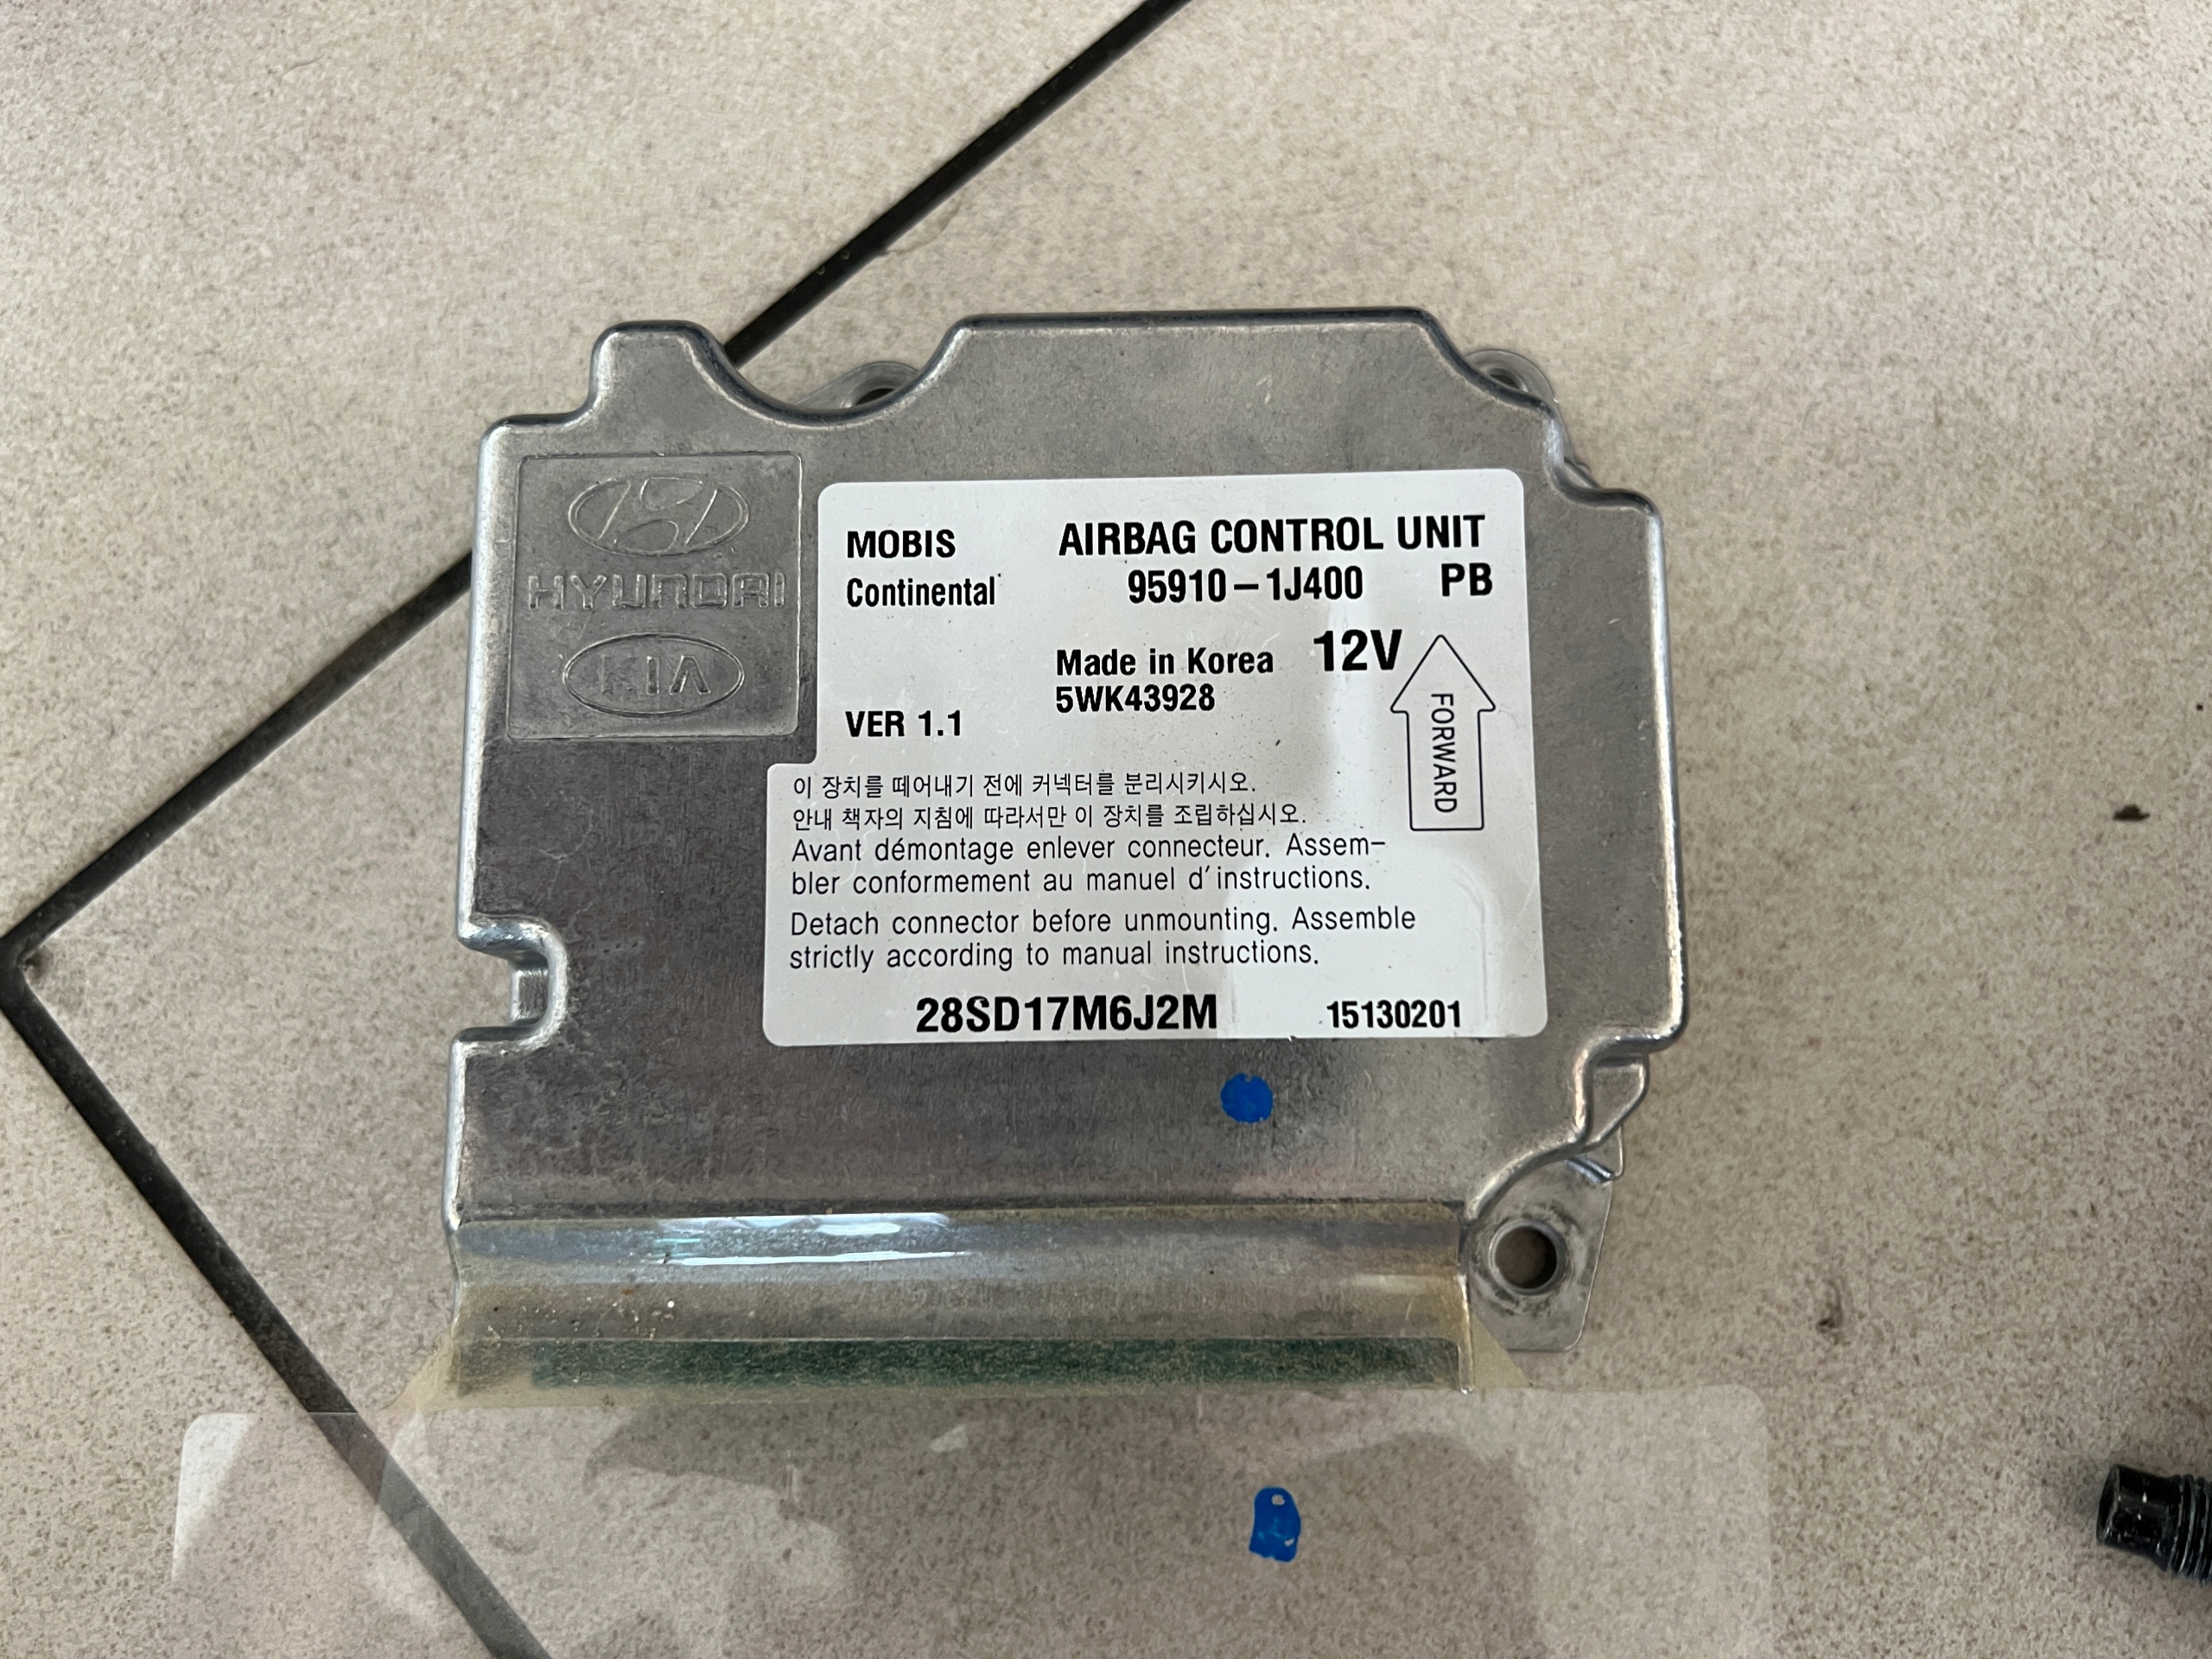 HYUNDAI
KIA
MOBIS AIRBAG CONTROL UNIT
Continental 95910-1J400 PB
Made in Korea 12V
5WK43928
VER 1.1
FORWARD
이 장치를 떼어내기 전에 커넥터를 분리시키시오.
안내 책자의 지침에 따라서만 이 장치를 조립하십시오.
Avant démontage enlever connecteur. Assem-
bler conformement au manuel d'instructions.
Detach connector before unmounting. Assemble
strictly according to manual instructions.
28SD17M6J2M 15130201